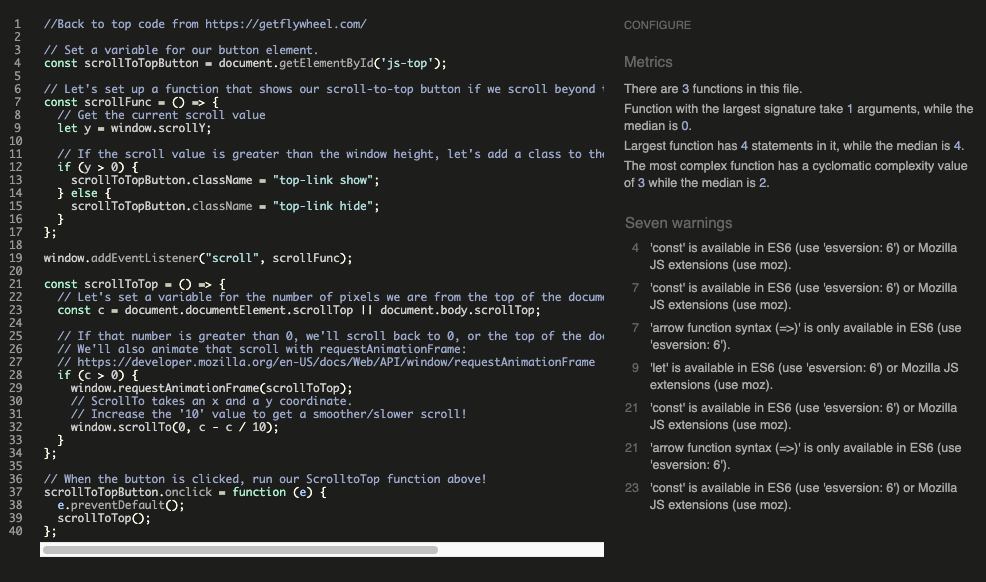 1 //Back to top code from https://getflywheel.com/
2
3 // Set a variable for our button element.
4 const scrollToTopButton = document.getElementById('js-top');
5
6 // Let's set up a function that shows our scroll-to-top button if we scroll beyond
7 const scrollFunc = () => {
8 // Get the current scroll value
9 let y = window.scrollY;
10
11 // If the scroll value is greater than the window height, let's add a class to the
12 if (y > 0) {
13 scrollToTopButton.className = "top-link show";
14 } else {
15 scrollToTopButton.className = "top-link hide";
16 }
17 };
18
19 window.addEventListener("scroll", scrollFunc);
20
21 const scrollToTop = () => {
22 // Let's set a variable for the number of pixels we are from the top of the docume
23 const c = document.documentElement.scrollTop || document.body.scrollTop;
24
25 // If that number is greater than 0, we'll scroll back to 0, or the top of the doc
26 // We'll also animate that scroll with requestAnimationFrame:
27 // https://developer.mozilla.org/en-US/docs/Web/API/window/requestAnimationFrame
28 if (c > 0) {
29 window.requestAnimationFrame(scrollToTop);
30 // ScrollTo takes an x and a y coordinate.
31 // Increase the '10' value to get a smoother/slower scroll!
32 window.scrollTo(0, c - c / 10);
33 }
34 };
35
36 // When the button is clicked, run our ScrolltoTop function above!
37 scrollToTopButton.onclick = function (e) {
38 e.preventDefault();
39 scrollToTop();
40 };
CONFIGURE
Metrics
There are 3 functions in this file.
Function with the largest signature take 1 arguments, while the
median is 0.
Largest function has 4 statements in it, while the median is 4.
The most complex function has a cyclomatic complexity value
of 3 while the median is 2.
Seven warnings
4 'const' is available in ES6 (use 'esversion: 6') or Mozilla
JS extensions (use moz).
7 'const' is available in ES6 (use 'esversion: 6') or Mozilla
JS extensions (use moz).
7 'arrow function syntax (=>)' is only available in ES6 (use
'esversion: 6').
9 'let' is available in ES6 (use 'esversion: 6') or Mozilla JS
extensions (use moz).
21 'const' is available in ES6 (use 'esversion: 6') or Mozilla
JS extensions (use moz).
21 'arrow function syntax (=>)' is only available in ES6 (use
'esversion: 6').
23 'const' is available in ES6 (use 'esversion: 6') or Mozilla
JS extensions (use moz).